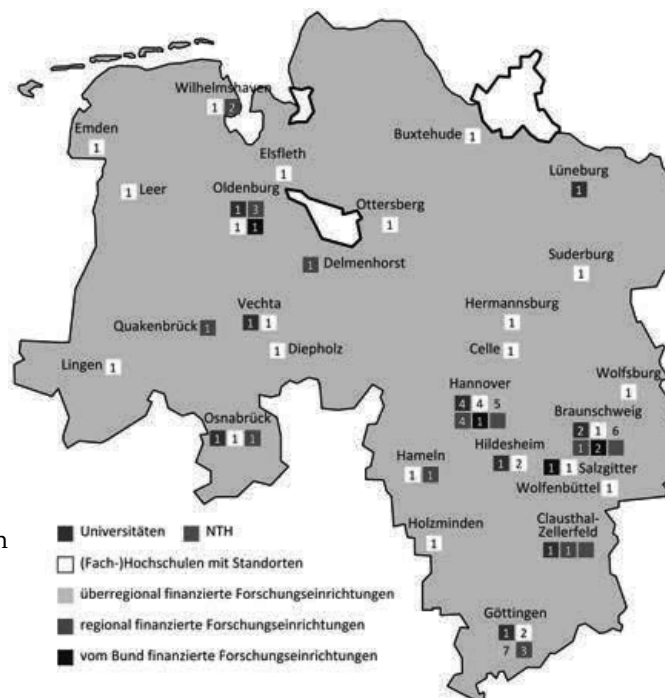 Wilhelmshaven
1 2
Emden
1
Buxtehude 1
Elsfleth
1
Leer
1
Lüneburg
1
Oldenburg
1 3
1 1
Ottersberg
1
1 Delmenhorst
Suderburg
1
Vechta
1 1
Quakenbrück 1
Hermannsburg
1
1 Diepholz
Celle 1
Lingen 1
Wolfsburg
1
Hannover
4 4 5
4 1
Braunschweig
2 1 6
1 2
Osnabrück
1 1 1
Hildesheim
1 2
Hameln
1 1
1 1 Salzgitter
Wolfenbüttel 1
Holzminden
1
Clausthal-
Zellerfeld
1 1
n
Universitäten NTH
(Fach-)Hochschulen mit Standorten
überregional finanzierte Forschungseinrichtungen
regional finanzierte Forschungseinrichtungen
vom Bund finanzierte Forschungseinrichtungen
Göttingen
1 2
7 3